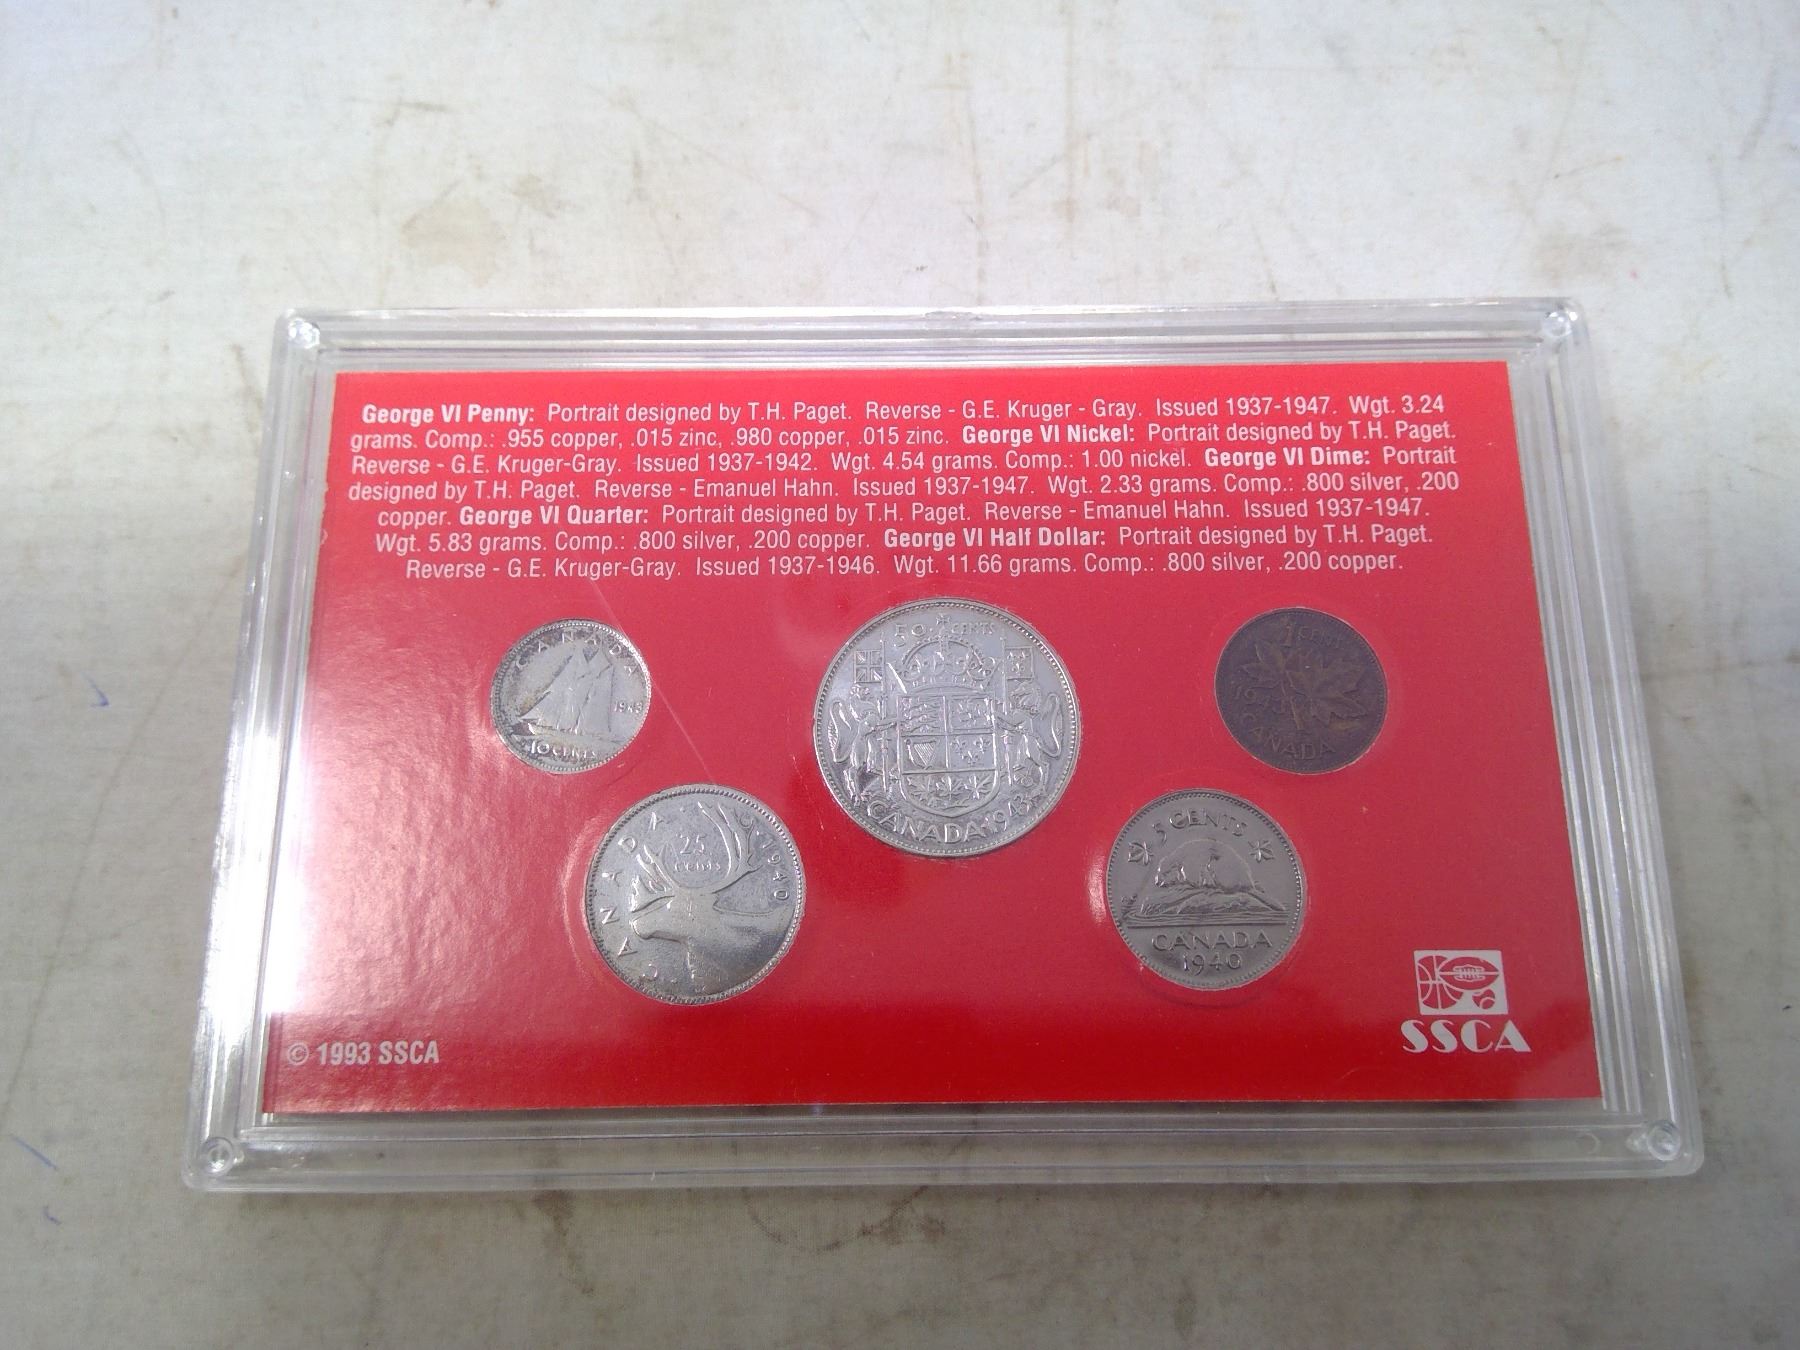 George VI Penny: Portrait designed by T.H. Paget. Reverse - G.E. Kruger - Gray. Issued 1937-1947. Wgt. 3.24
grams. Comp.: .955 copper, .015 zinc, .980 copper, .015 zinc. George VI Nickel: Portrait designed by T.H. Paget.
Reverse - G.E. Kruger-Gray. Issued 1937-1942. Wgt. 4.54 grams. Comp.: 1.00 nickel. George VI Dime: Portrait
designed by T.H. Paget. Reverse - Emanuel Hahn. Issued 1937-1947. Wgt. 2.33 grams. Comp.: .800 silver, .200
copper. George VI Quarter: Portrait designed by T.H. Paget. Reverse - Emanuel Hahn. Issued 1937-1947.
Wgt. 5.83 grams. Comp.: .800 silver, .200 copper. George VI Half Dollar: Portrait designed by T.H. Paget.
Reverse - G.E. Kruger-Gray. Issued 1937-1946. Wgt. 11.66 grams. Comp.: .800 silver, .200 copper.
CANADA
10 CENTS
50 CENTS
CANADA 1943
1 CENT
1943
CANADA
CANADA 1940
25
cents
5 CENTS
CANADA
1940
© 1993 SSCA
SSCA